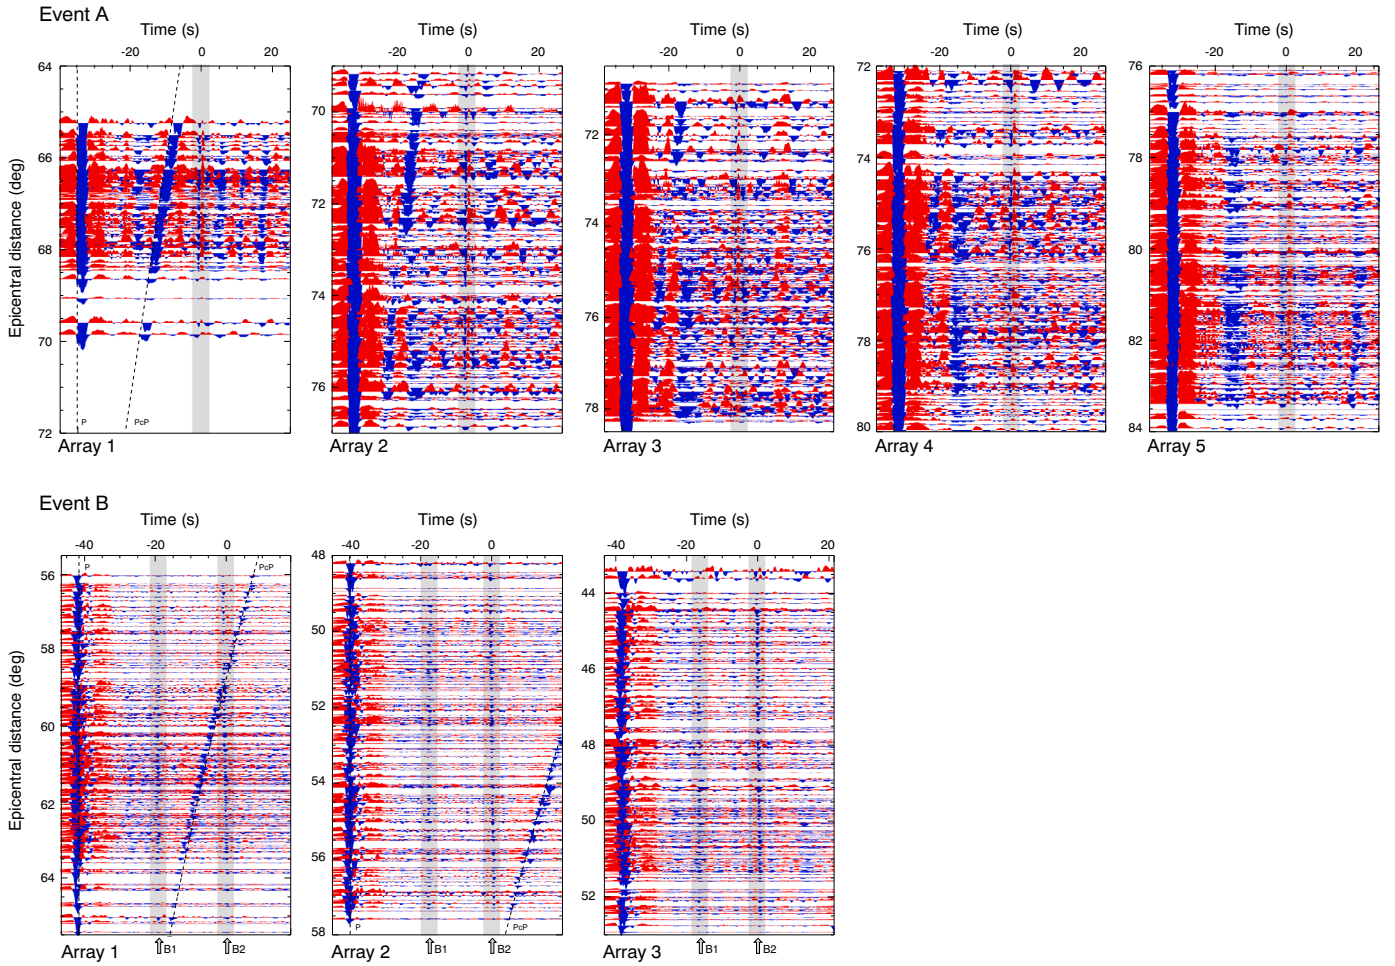 Event A
Time (s)
Time (s)
Time (s)
Time (s)
Time (s)
-20 0 20
-20 0 20
-20 0 20
-20 0 20
-20 0 20
Epicentral distance (deg)
64
66
68
70
72
P
PcP
Array 1
70
72
74
76
Array 2
72
74
76
78
Array 3
72
74
76
78
80
Array 4
76
78
80
82
84
Array 5
Event B
Time (s)
Time (s)
Time (s)
-40 -20 0
-40 -20 0
-40 -20 0 20
Epicentral distance (deg)
P
PcP
56
58
60
62
64
Array 1
B1
B2
48
50
52
54
56
58
P
PcP
Array 2
B1
B2
44
46
48
50
52
Array 3
B1
B2